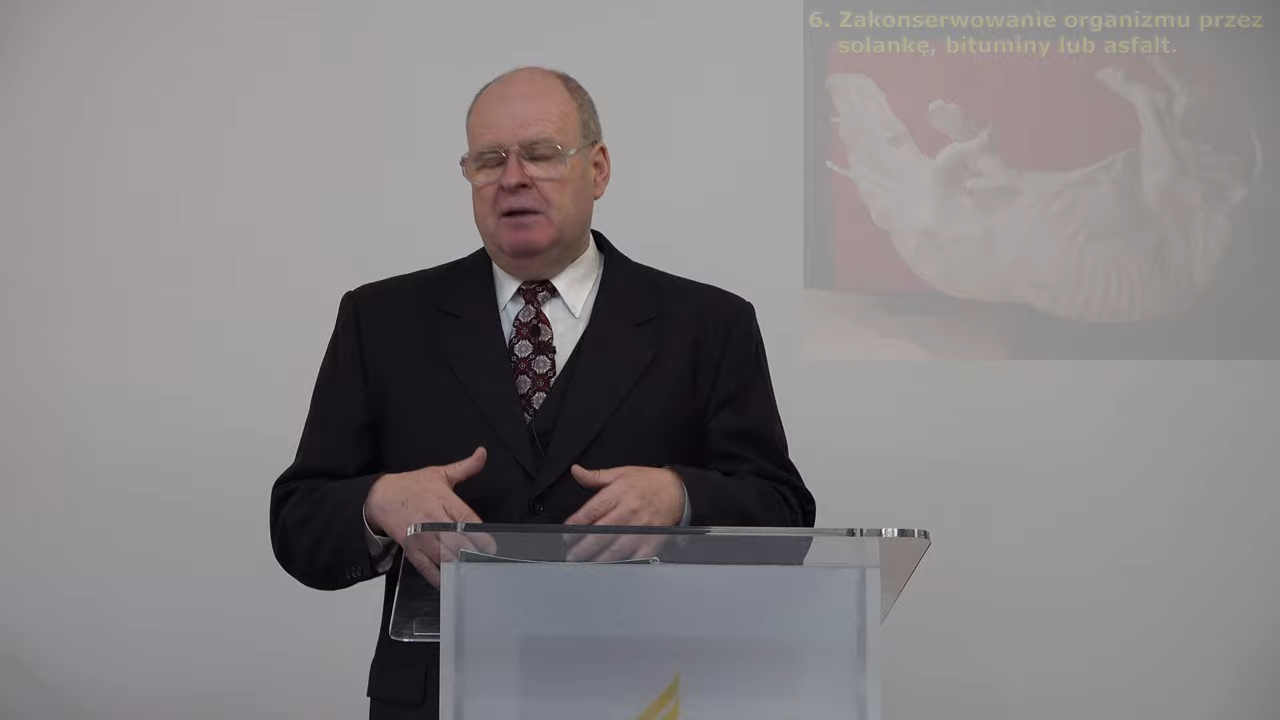 6. Zakonserwowanie organizmu przez
solankę, bituminy lub asfalt.